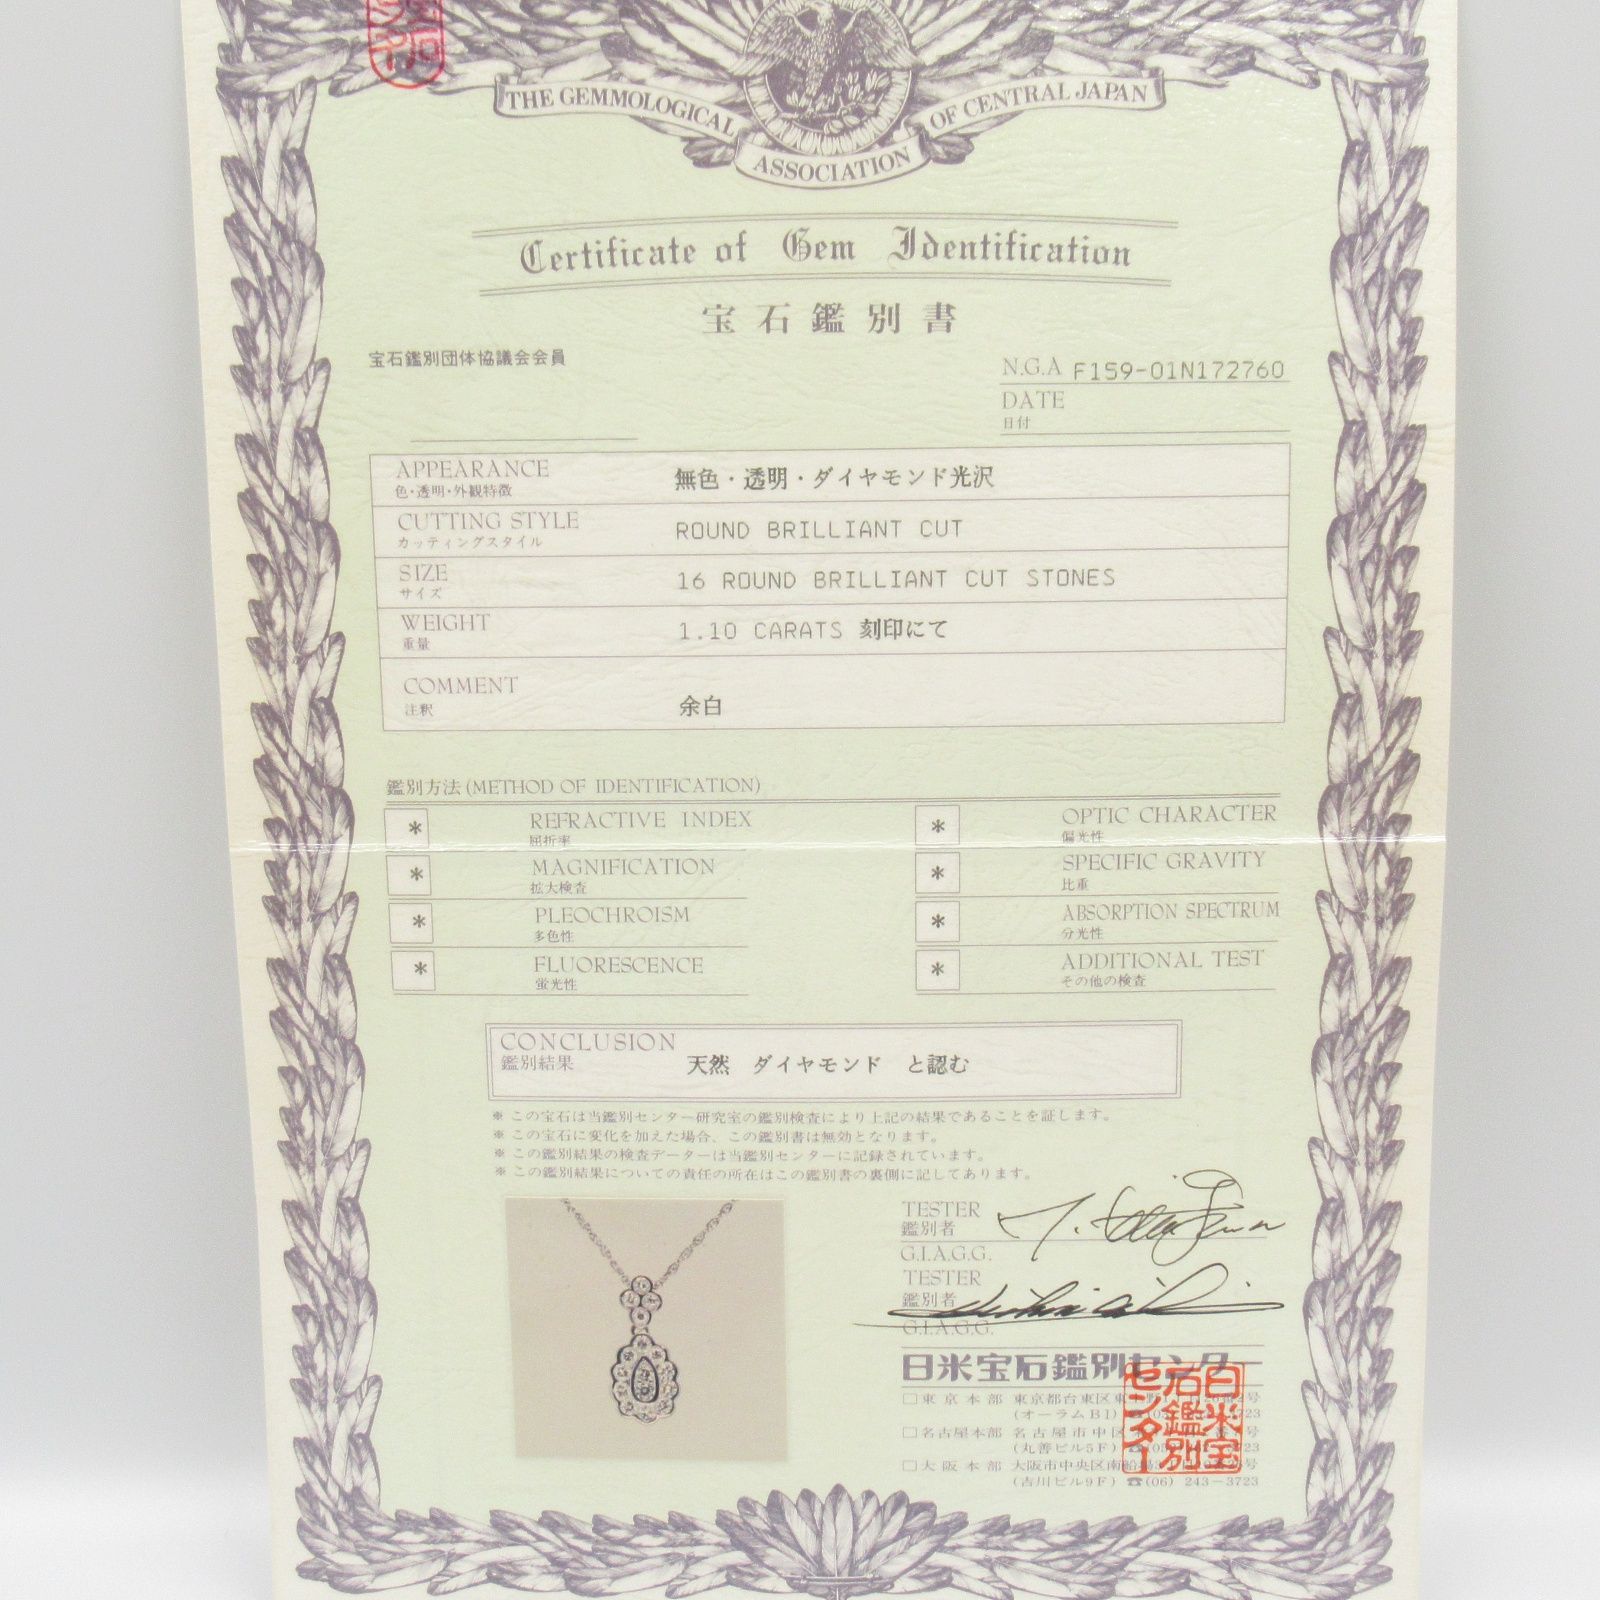 THE GEMMOLOGICAL
ASSOCIATION
OF CENTRAL JAPAN
Certificate of Gem Identification
宝石鑑別書
宝石鑑別団体協議会会員
N.G.A F159-01N172760
DATE
日付
APPEARANCE
色・透明・外観特徴
無色・透明・ダイヤモンド光沢
CUTTING STYLE
カッティングスタイル
ROUND BRILLIANT CUT
SIZE
サイズ
16 ROUND BRILLIANT CUT STONES
WEIGHT
重量
1.10 CARATS 刻印にて
COMMENT
注釈
余白
鑑別方法(METHOD OF IDENTIFICATION)
* REFRACTIVE INDEX
屈折率
* OPTIC CHARACTER
偏光性
* MAGNIFICATION
拡大検査
* SPECIFIC GRAVITY
比重
* PLEOCHROISM
多色性
* ABSORPTION SPECTRUM
分光性
* FLUORESCENCE
蛍光性
* ADDITIONAL TEST
その他の検査
CONCLUSION
鑑別結果
天然 ダイヤモンド と認む
※この宝石は当鑑別センター研究室の鑑別検査により上記の結果であることを証します。
※この宝石に変化を加えた場合、この鑑別書は無効となります。
※この鑑別結果の検査データーは当鑑別センターに記録されています。
※この鑑別結果についての責任の所在はこの鑑別書の裏側に記してあります。
TESTER
鑑別者
G.I.A.G.G.
TESTER
鑑別者
G.I.A.G.G.
日米宝石鑑別センター
□東京本部 東京都台東区東上野
(オーラムBI)
□名古屋本部 名古屋市中区
(丸善ビル5F)
□大阪本部 大阪市中央区南船場
(吉川ビル9F) ☎(06) 243-3723
日米宝
石鑑別
センター